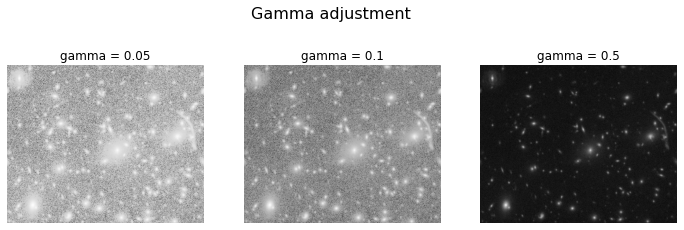 Gamma adjustment
gamma = 0.05
gamma = 0.1
gamma = 0.5